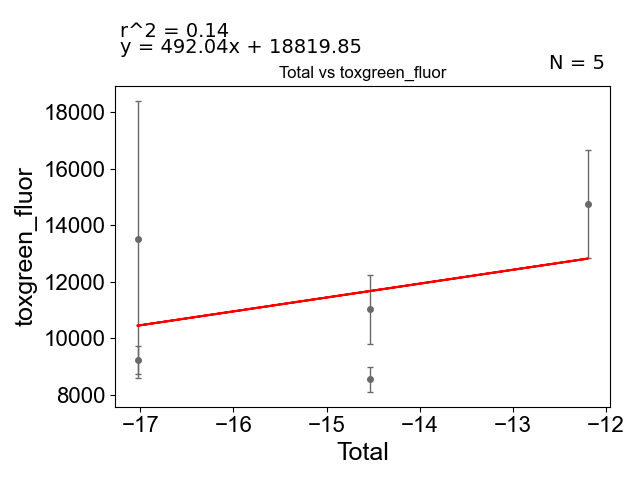 r^2 = 0.14
y = 492.04x + 18819.85
N = 5
Total vs toxgreen_fluor
toxgreen_fluor
18000
16000
14000
12000
10000
8000
−17
−16
−15
−14
−13
−12
Total